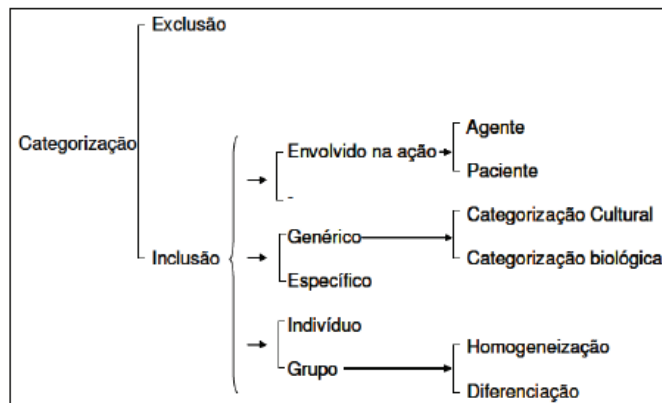 Exclusão
Categorização
Inclusão
Envolvido na ação
-
Agente
Paciente
Genérico
Específico
Categorização Cultural
Categorização biológica
Indivíduo
Grupo
Homogeneização
Diferenciação